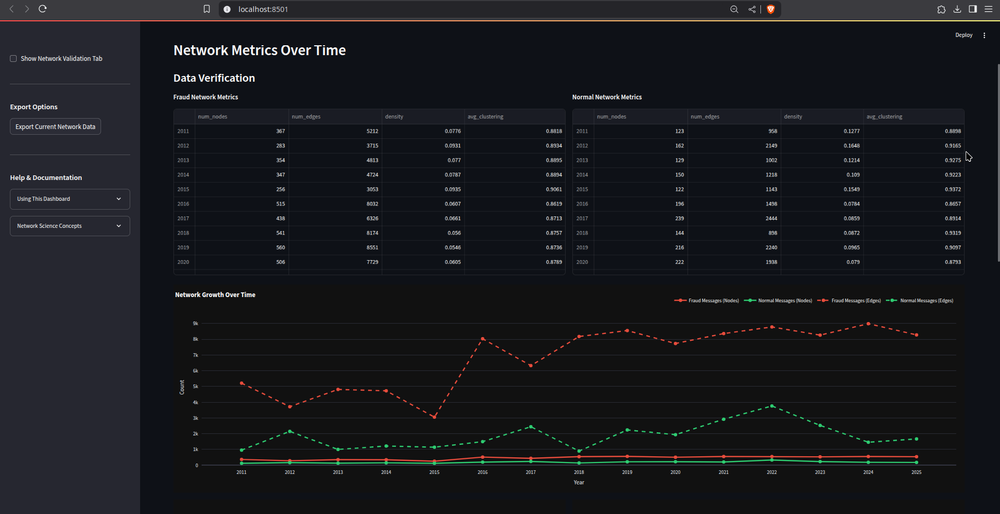 localhost:8501
Deploy
Show Network Validation Tab
Export Options
Export Current Network Data
Help & Documentation
Using This Dashboard
Network Science Concepts
Network Metrics Over Time
Data Verification
Fraud Network Metrics
num_nodes num_edges density avg_clustering
2011 367 5212 0.0776 0.8818
2012 283 3715 0.0931 0.8934
2013 354 4813 0.077 0.8895
2014 347 4724 0.0787 0.8894
2015 256 3053 0.0935 0.9061
2016 515 8032 0.0607 0.8619
2017 438 6326 0.0661 0.8713
2018 541 8174 0.056 0.8757
2019 560 8551 0.0546 0.8736
2020 506 7729 0.0605 0.8789
Normal Network Metrics
num_nodes num_edges density avg_clustering
2011 123 958 0.1277 0.8898
2012 162 2149 0.1648 0.9165
2013 129 1002 0.1214 0.9275
2014 150 1218 0.109 0.9223
2015 122 1143 0.1549 0.9372
2016 196 1498 0.0784 0.8657
2017 239 2444 0.0859 0.8914
2018 144 898 0.0872 0.9319
2019 216 2240 0.0965 0.9097
2020 222 1938 0.079 0.8793
Network Growth Over Time
Fraud Messages (Nodes) Normal Messages (Nodes) Fraud Messages (Edges) Normal Messages (Edges)
9k
8k
7k
6k
5k
4k
3k
2k
1k
0
Count
2011 2012 2013 2014 2015 2016 2017 2018 2019 2020 2021 2022 2023 2024 2025
Year